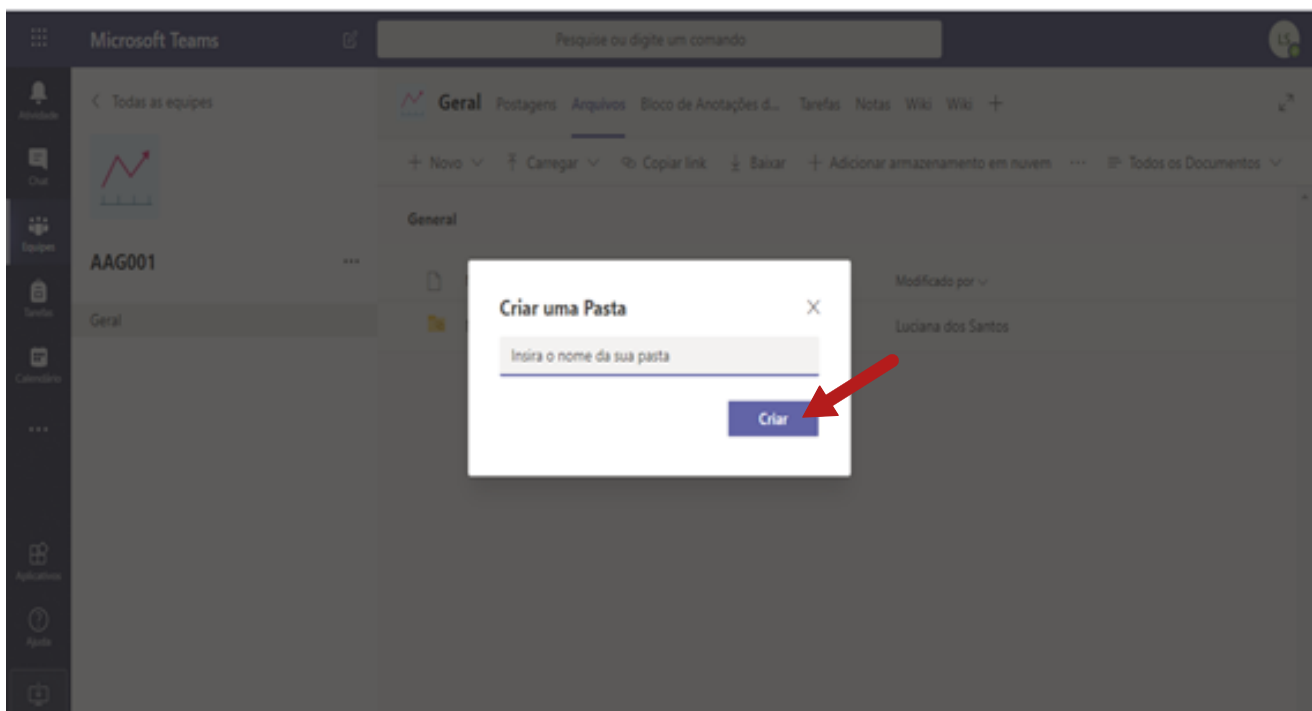 Microsoft Teams
Pesquise ou digite um comando
LS
Atividade
Chat
Equipes
Tarefas
Calendário
Aplicativos
Ajuda
Todas as equipes
AAG001
Geral
Geral Postagens Arquivos Bloco de Anotações d... Tarefas Notas Wiki Wiki
Novo Carregar Copiar link Baixar Adicionar armazenamento em nuvem ... Todos os Documentos
General
Modificado por
Luciana dos Santos
Criar uma Pasta
Insira o nome da sua pasta
Criar